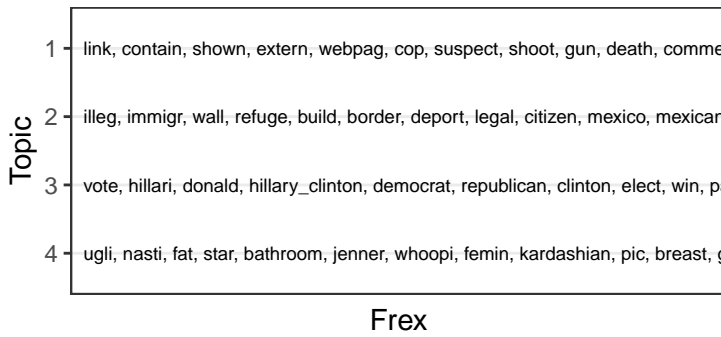 1 link, contain, shown, extern, webpag, cop, suspect, shoot, gun, death,
2 illeg, immigr, wall, refuge, build, border, deport, legal, citizen, mexico, mexican
3 vote, hillari, donald, hillary_clinton, democrat, republican, clinton, elect, win,
4 ugli, nasti, fat, star, bathroom, jenner, whoopi, femin, kardashian, pic, breast,
Topic
Frex